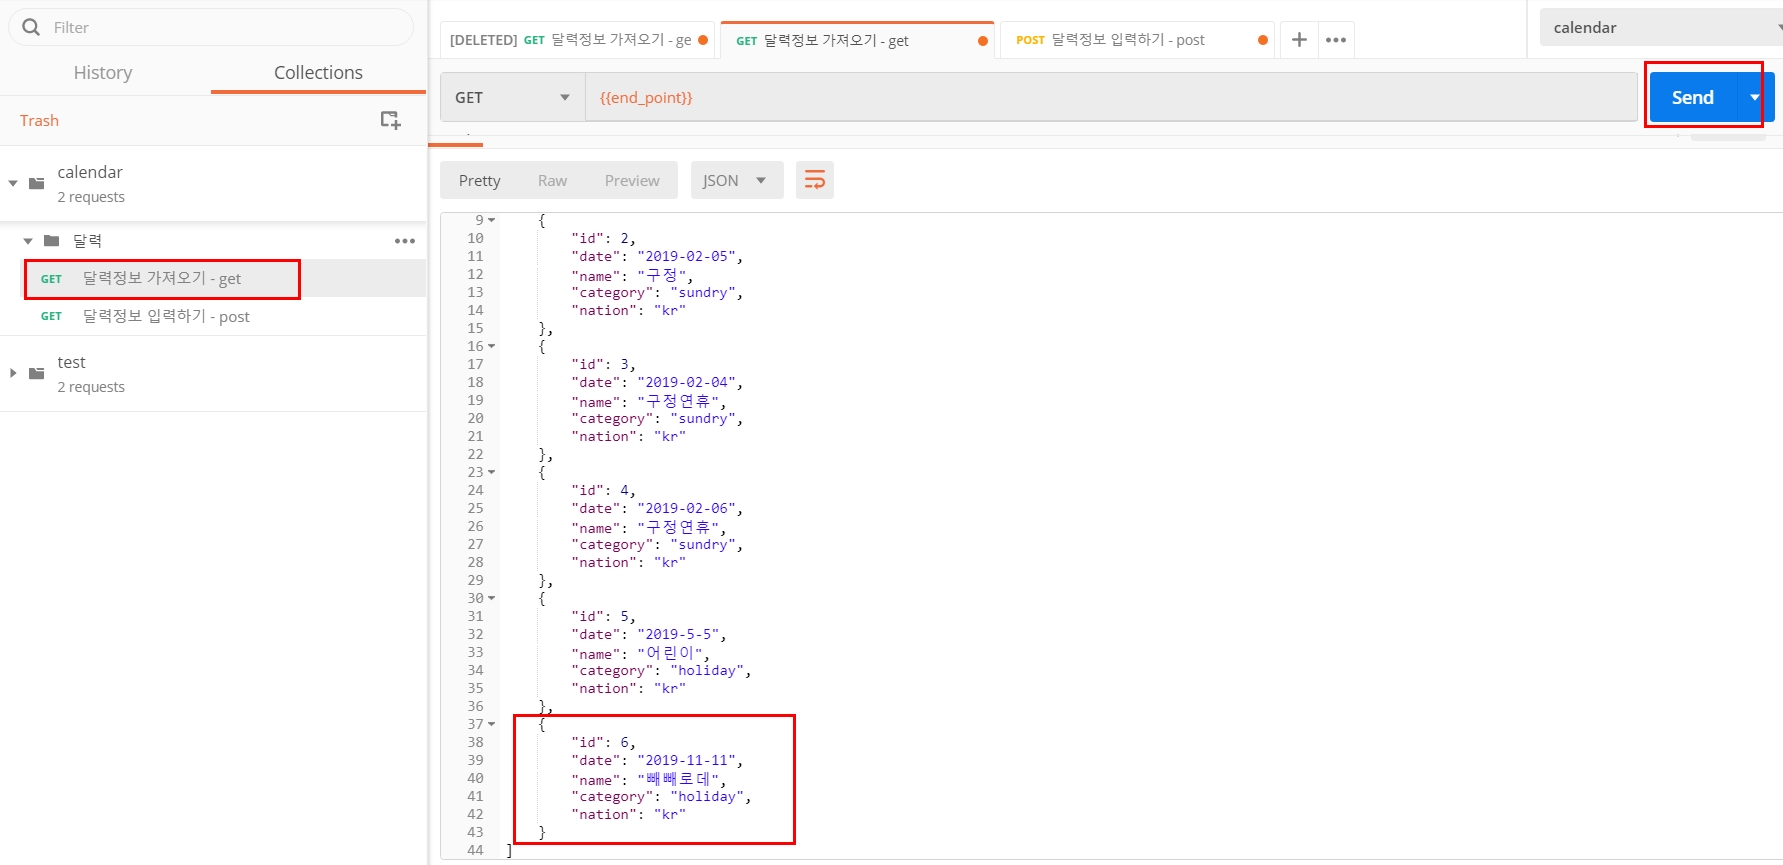 Filter
History Collections
Trash
calendar
2 requests
달력
GET 달력정보 가져오기 - get
GET 달력정보 입력하기 - post
test
2 requests
[DELETED] GET 달력정보 가져오기 - ge
GET 달력정보 가져오기 - get
POST 달력정보 입력하기 - post
calendar
GET {{end_point}} Send
Pretty Raw Preview JSON
9 {
10 "id": 2,
11 "date": "2019-02-05",
12 "name": "구정",
13 "category": "sundry",
14 "nation": "kr"
15 },
16 {
17 "id": 3,
18 "date": "2019-02-04",
19 "name": "구정연휴",
20 "category": "sundry",
21 "nation": "kr"
22 },
23 {
24 "id": 4,
25 "date": "2019-02-06",
26 "name": "구정연휴",
27 "category": "sundry",
28 "nation": "kr"
29 },
30 {
31 "id": 5,
32 "date": "2019-5-5",
33 "name": "어린이",
34 "category": "holiday",
35 "nation": "kr"
36 },
37 {
38 "id": 6,
39 "date": "2019-11-11",
40 "name": "빼빼로데",
41 "category": "holiday",
42 "nation": "kr"
43 }
44 ]